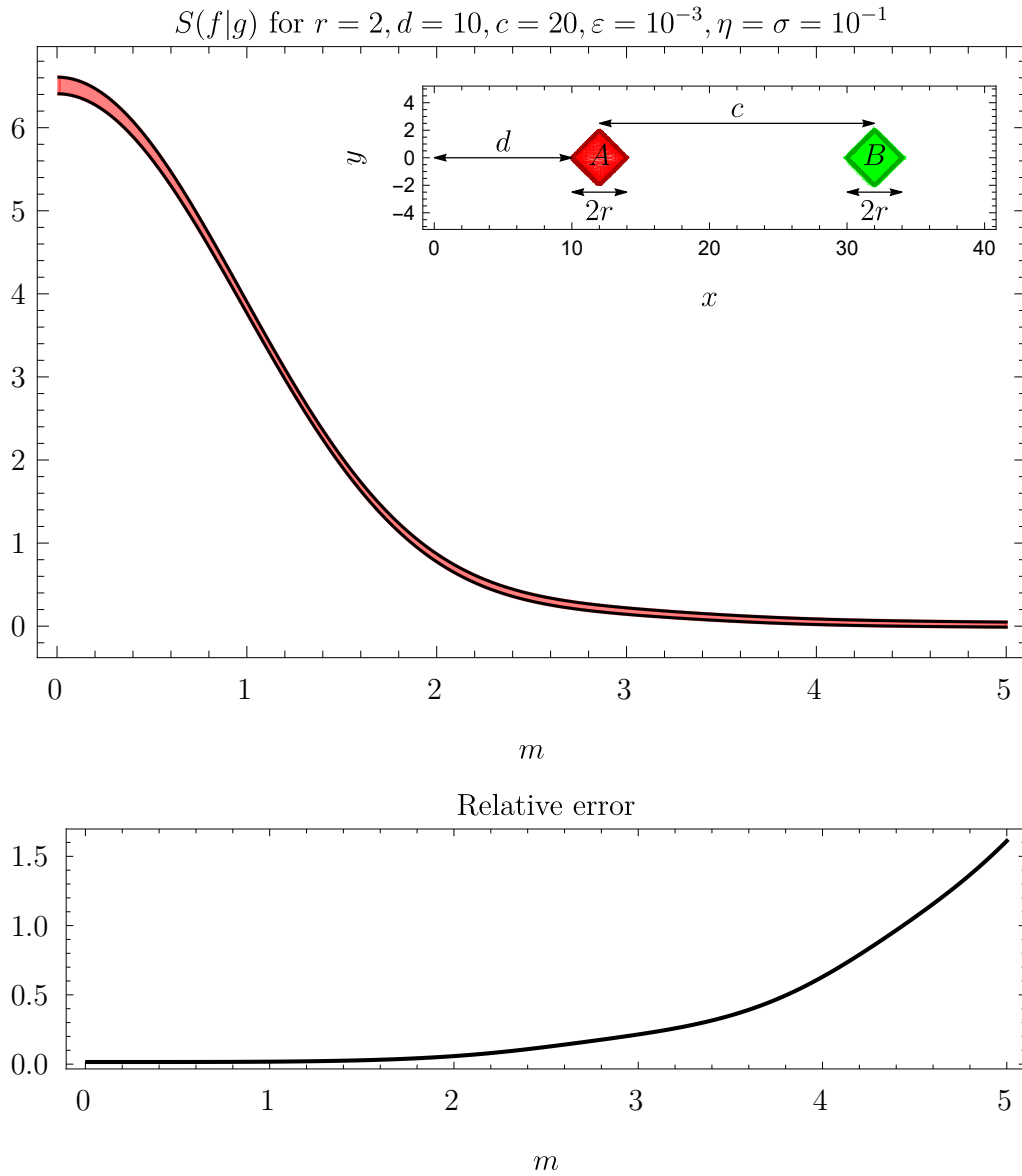 S(f|g) for r = 2, d = 10, c = 20, ε = 10⁻³, η = σ = 10⁻¹
6
5
4
3
2
1
0
0 1 2 3 4 5
m
y
4
2
0
−2
−4
c
d
A
B
2r
2r
0 10 20 30 40
x
Relative error
1.5
1.0
0.5
0.0
0 1 2 3 4 5
m